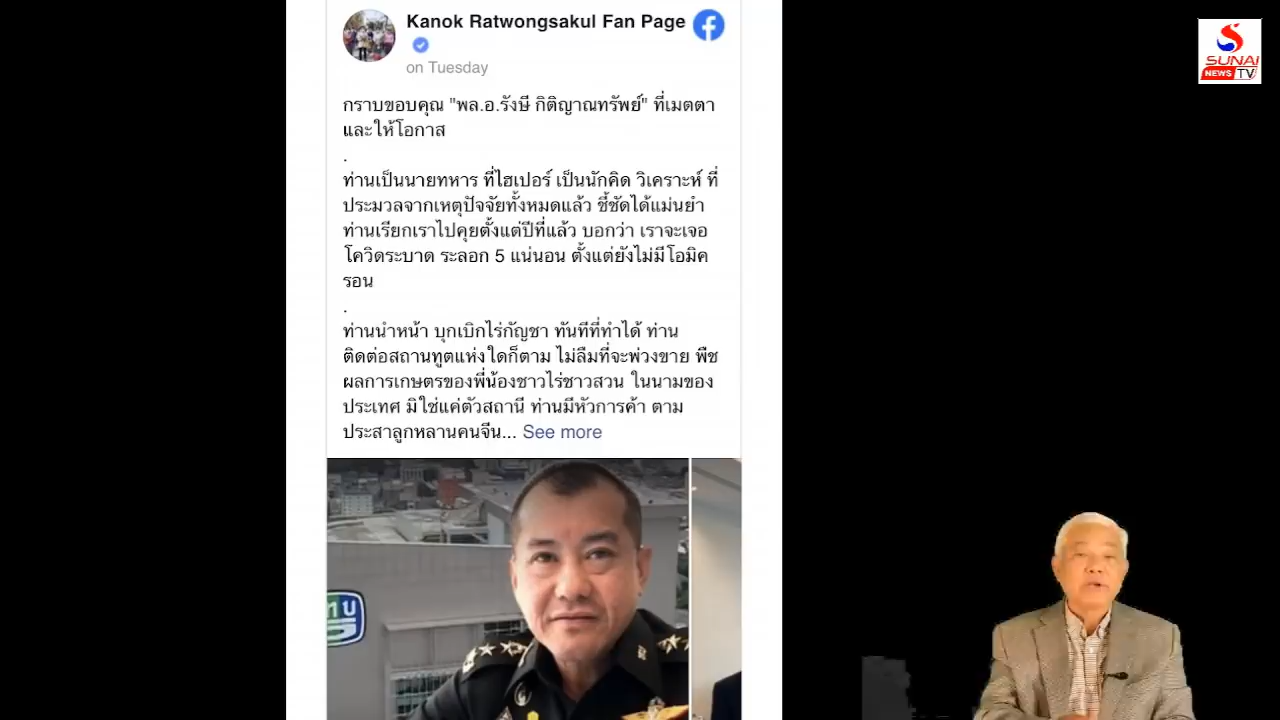 Kanok Ratwongsakul Fan Page
on Tuesday
กราบขอบคุณ "พล.อ.รังษี กิติญาณทรัพย์" ที่เมตตา
และให้โอกาส
.
ท่านเป็นนายทหาร ที่ไฮเปอร์ เป็นนักคิด วิเคราะห์ ที่
ประมวลจากเหตุปัจจัยทั้งหมดแล้ว ชี้ชัดได้แม่นยำ
ท่านเรียกเราไปคุยตั้งแต่ปีที่แล้ว บอกว่า เราจะเจอ
โควิดระบาด ระลอก 5 แน่นอน ตั้งแต่ยังไม่มีโอมิค
รอน
.
ท่านนำหน้า บุกเบิกไร่กัญชา ทันทีที่ทำได้ ท่าน
ติดต่อสถานทูตแห่งใดก็ตาม ไม่ลืมที่จะพ่วงขาย พืช
ผลการเกษตรของพี่น้องชาวไร่ชาวสวน ในนามของ
ประเทศ มิใช่แค่ตัวสถานี ท่านมีหัวการค้า ตาม
ประสาลูกหลานคนจีน... See more
SUNAI
NEWS TV